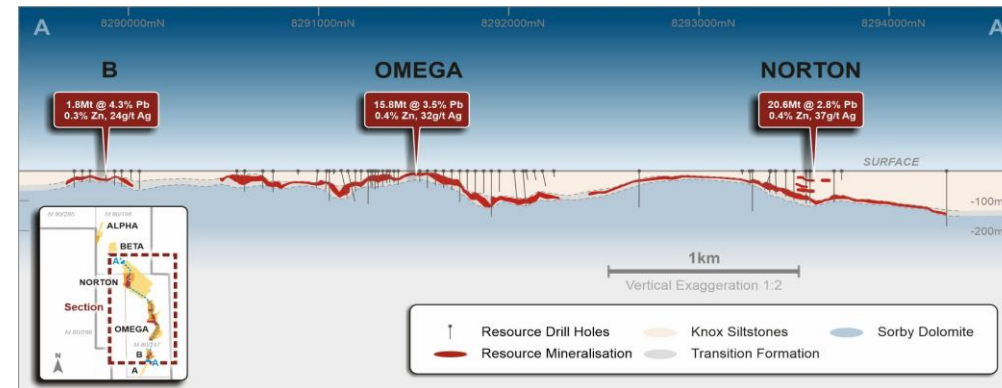 A
8290000mN
8291000mN
8292000mN
8293000mN
8294000mN
A'
B
OMEGA
NORTON
1.8Mt @ 4.3% Pb
0.3% Zn, 24g/t Ag
15.8Mt @ 3.5% Pb
0.4% Zn, 32g/t Ag
20.6Mt @ 2.8% Pb
0.4% Zn, 37g/t Ag
SURFACE
-100m
-200m
ALPHA
BETA
A'
NORTON
Section
OMEGA
B
A
A
N
1km
Vertical Exaggeration 1:2
Resource Drill Holes
Knox Siltstones
Sorby Dolomite
Resource Mineralisation
Transition Formation